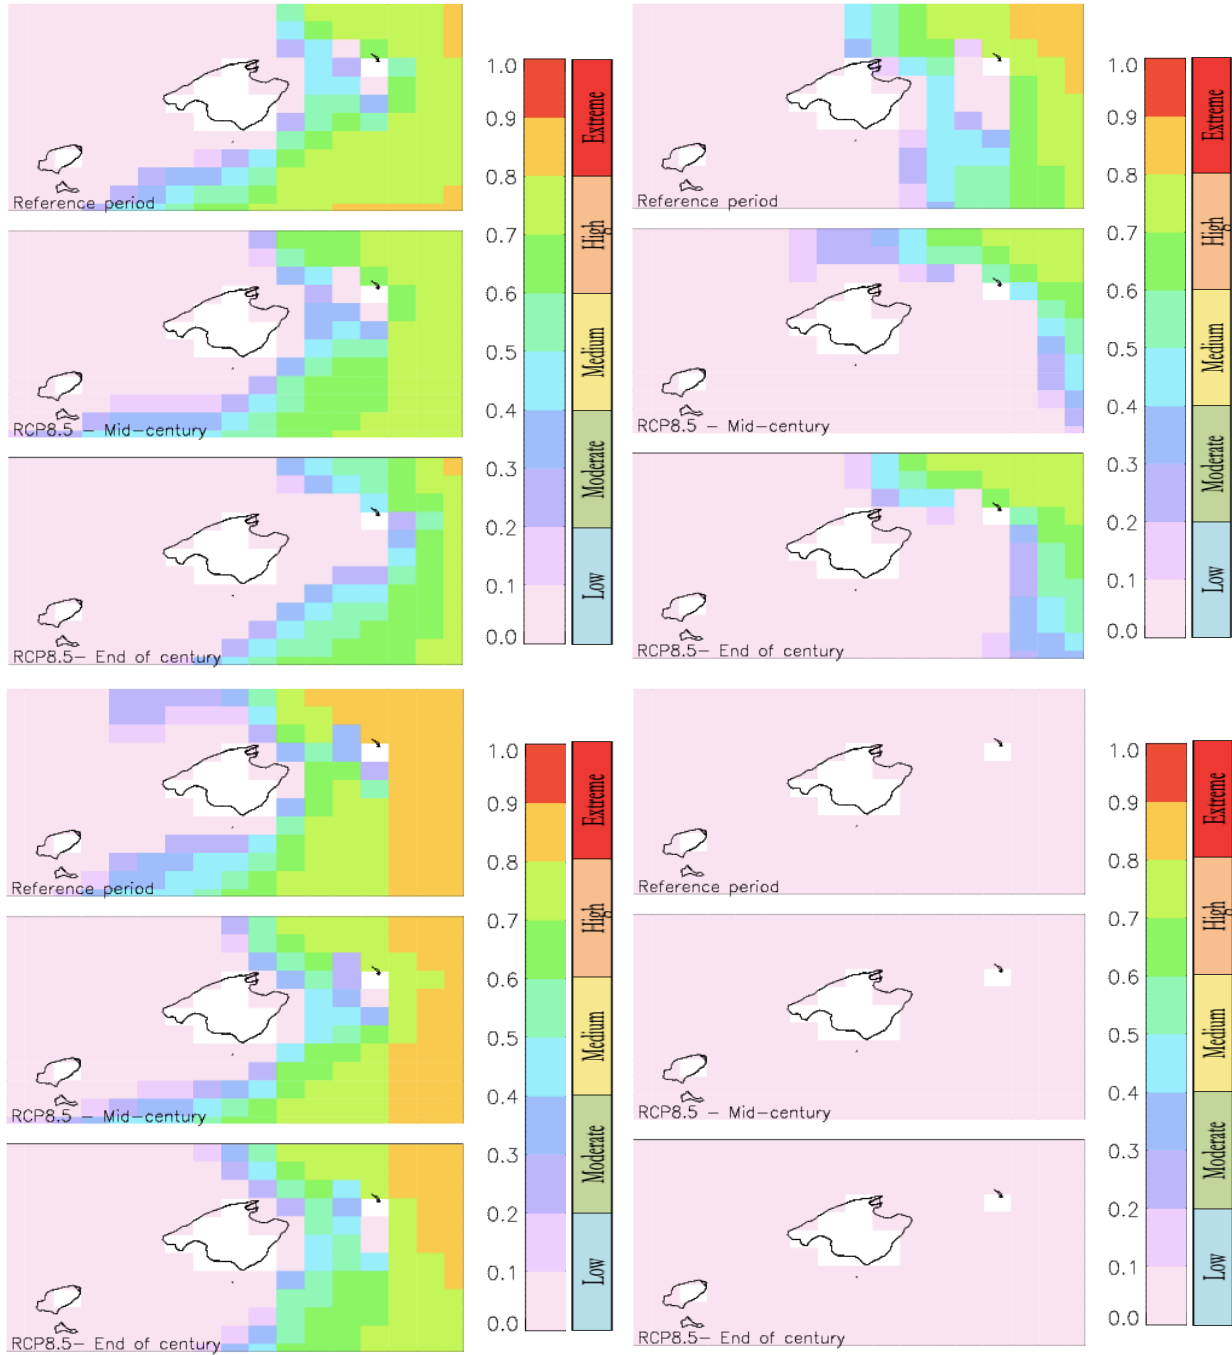 1.0
0.9
0.8
0.7
0.6
0.5
0.4
0.3
0.2
0.1
0.0
Extreme
High
Medium
Moderate
Low
Reference period
RCP8.5 – Mid-century
RCP8.5– End of century
1.0
0.9
0.8
0.7
0.6
0.5
0.4
0.3
0.2
0.1
0.0
Extreme
High
Medium
Moderate
Low
Reference period
RCP8.5 – Mid-century
RCP8.5– End of century
1.0
0.9
0.8
0.7
0.6
0.5
0.4
0.3
0.2
0.1
0.0
Extreme
High
Medium
Moderate
Low
Reference period
RCP8.5 – Mid-century
RCP8.5– End of century
1.0
0.9
0.8
0.7
0.6
0.5
0.4
0.3
0.2
0.1
0.0
Extreme
High
Medium
Moderate
Low
Reference period
RCP8.5 – Mid-century
RCP8.5– End of century